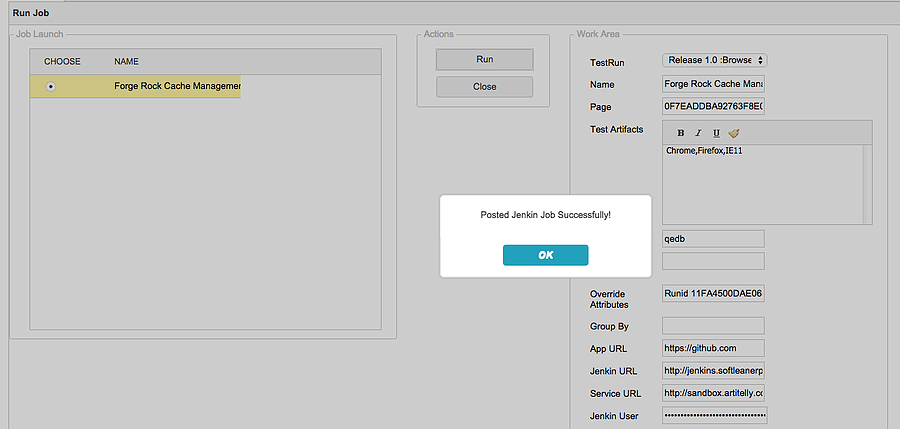 Run Job
Job Launch
CHOOSE NAME
Forge Rock Cache Managemen
Actions
Run
Close
Work Area
TestRun Release 1.0 :Browse
Name Forge Rock Cache Mana
Page 0F7EADDBA92763F8E0
Test Artifacts
B I U
Chrome,Firefox,IE11
qedb
Override Attributes Runid 11FA4500DAE06
Group By
App URL https://github.com
Jenkin URL http://jenkins.softleanerp
Service URL http://sandbox.artitelly.co
Jenkin User
Posted Jenkin Job Successfully!
OK